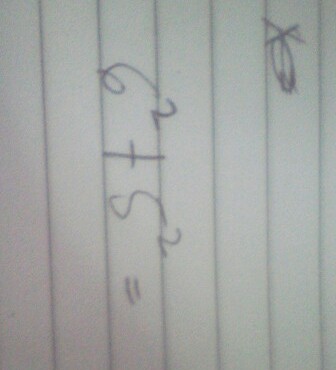 6² + 5² =